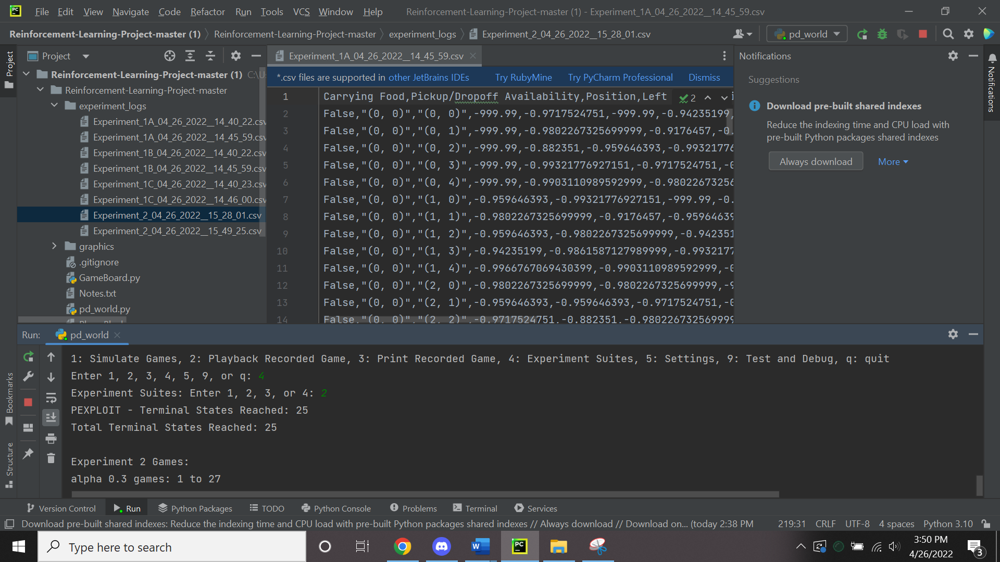 PC File Edit View Navigate Code Refactor Run Tools VCS Window Help Reinforcement-Learning-Project-master (1) - Experiment_1A_04_26_2022__14_45_59.csv
Reinforcement-Learning-Project-master (1) Reinforcement-Learning-Project-master experiment_logs Experiment_2_04_26_2022__15_28_01.csv pd_world
Project
Project
Reinforcement-Learning-Project-master (1) C:\U
Reinforcement-Learning-Project-master
experiment_logs
Experiment_1A_04_26_2022__14_40_22.csv
Experiment_1A_04_26_2022__14_45_59.csv
Experiment_1B_04_26_2022__14_40_22.csv
Experiment_1B_04_26_2022__14_45_59.csv
Experiment_1C_04_26_2022__14_40_23.csv
Experiment_1C_04_26_2022__14_46_00.csv
Experiment_2_04_26_2022__15_28_01.csv
Experiment_2_04_26_2022__15_49_25.csv
graphics
.gitignore
GameBoard.py
Notes.txt
pd_world.py
Experiment_1A_04_26_2022__14_45_59.csv
*.csv files are supported in other JetBrains IDEs Try RubyMine Try PyCharm Professional Dismiss
1 Carrying Food,Pickup/Dropoff Availability,Position,Left 2
2 False,"(0, 0)","(0, 0)",-999.99,-0.9717524751,-999.99,-0.94235199,
3 False,"(0, 0)","(0, 1)",-999.99,-0.9802267325699999,-0.9176457,-0.
4 False,"(0, 0)","(0, 2)",-999.99,-0.882351,-0.959646393,-0.99321776
5 False,"(0, 0)","(0, 3)",-999.99,-0.99321776927151,-0.9717524751,-0
6 False,"(0, 0)","(0, 4)",-999.99,-0.9903110989592999,-0.98022673256
7 False,"(0, 0)","(1, 0)",-0.959646393,-0.99321776927151,-999.99,-0.
8 False,"(0, 0)","(1, 1)",-0.9802267325699999,-0.9176457,-0.95964639
9 False,"(0, 0)","(1, 2)",-0.959646393,-0.9802267325699999,-0.942351
10 False,"(0, 0)","(1, 3)",-0.94235199,-0.9861587127989999,-0.9932177
11 False,"(0, 0)","(1, 4)",-0.9966767069430399,-0.9903110989592999,-0
12 False,"(0, 0)","(2, 0)",-0.9802267325699999,-0.9802267325699999,-9
13 False,"(0, 0)","(2, 1)",-0.959646393,-0.959646393,-0.9717524751,-0
14 False,"(0, 0)","(2, 2)",-0.9717524751,-0.882351,-0.980226732569999
Notifications
Suggestions
Download pre-built shared indexes
Reduce the indexing time and CPU load with
pre-built Python packages shared indexes
Always download More
Notifications
Run: pd_world
1: Simulate Games, 2: Playback Recorded Game, 3: Print Recorded Game, 4: Experiment Suites, 5: Settings, 9: Test and Debug, q: quit
Enter 1, 2, 3, 4, 5, 9, or q: 4
Experiment Suites: Enter 1, 2, 3, or 4: 2
PEXPLOIT - Terminal States Reached: 25
Total Terminal States Reached: 25
Experiment 2 Games:
alpha 0.3 games: 1 to 27
Bookmarks
Structure
Version Control Run Python Packages TODO Python Console Problems Terminal Services
Download pre-built shared indexes: Reduce the indexing time and CPU load with pre-built Python packages shared indexes // Always download // Download on... (today 2:38 PM 219:31 CRLF UTF-8 4 spaces Python 3.10
Type here to search
W
PC
3:50 PM
4/26/2022
3